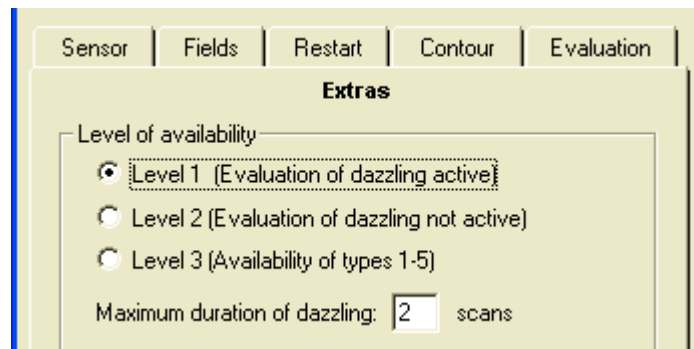 Sensor Fields Restart Contour Evaluation
Extras
Level of availability
Level 1 (Evaluation of dazzling active)
Level 2 (Evaluation of dazzling not active)
Level 3 (Availability of types 1-5)
Maximum duration of dazzling: 2 scans